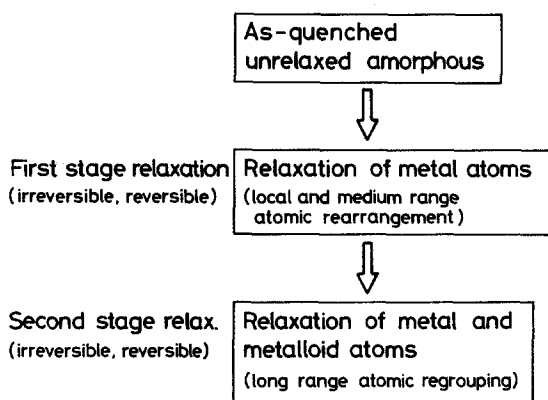 As-quenched
unrelaxed amorphous
First stage relaxation
(irreversible, reversible)
Relaxation of metal atoms
(local and medium range
atomic rearrangement)
Second stage relax.
(irreversible, reversible)
Relaxation of metal and
metalloid atoms
(long range atomic regrouping)